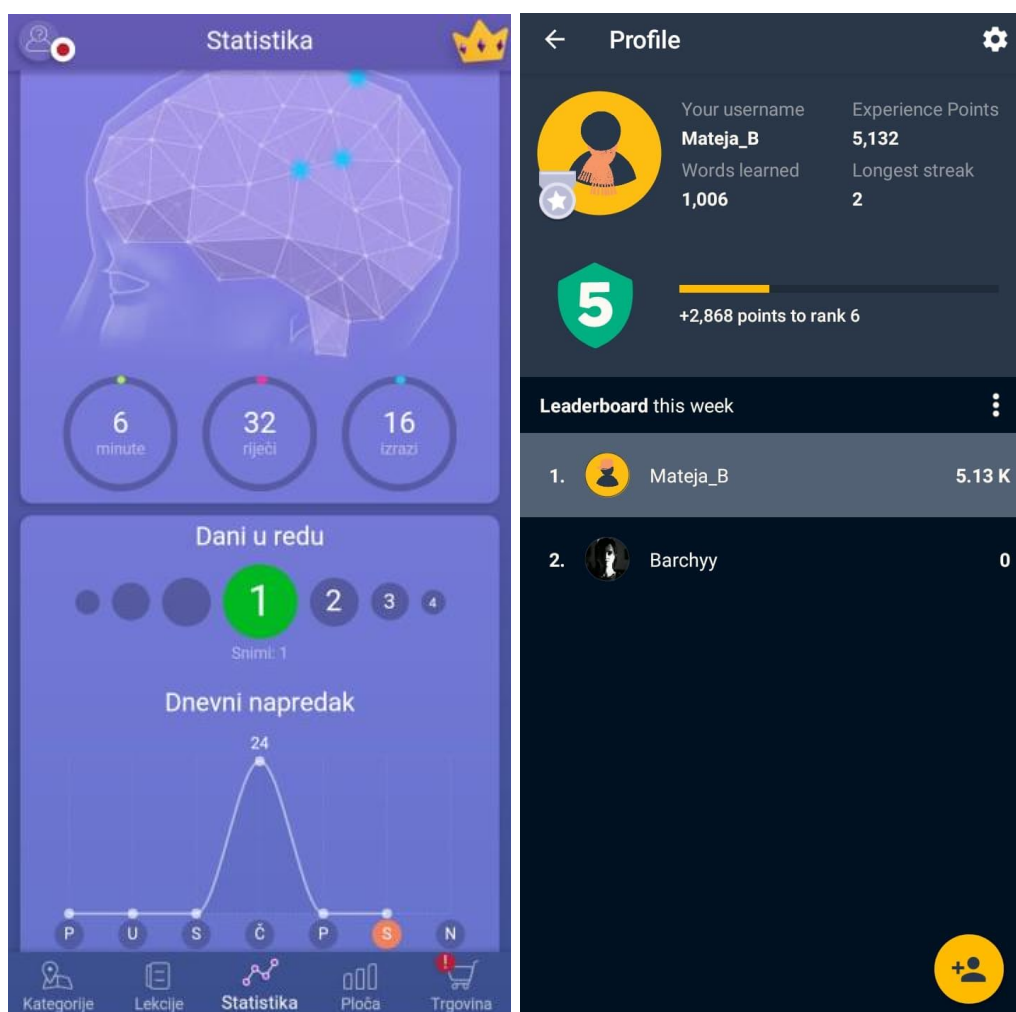 Statistika
6
minute
32
riječi
16
izrazi
Dani u redu
1 2 3 4
Snimi: 1
Dnevni napredak
24
P U S Č P S N
!
Kategorije Lekcije Statistika Ploča Trgovina
Profile
Your username Experience Points
Mateja_B 5,132
Words learned Longest streak
1,006 2
5
+2,868 points to rank 6
Leaderboard this week
1. Mateja_B 5.13 K
2. Barchyy 0